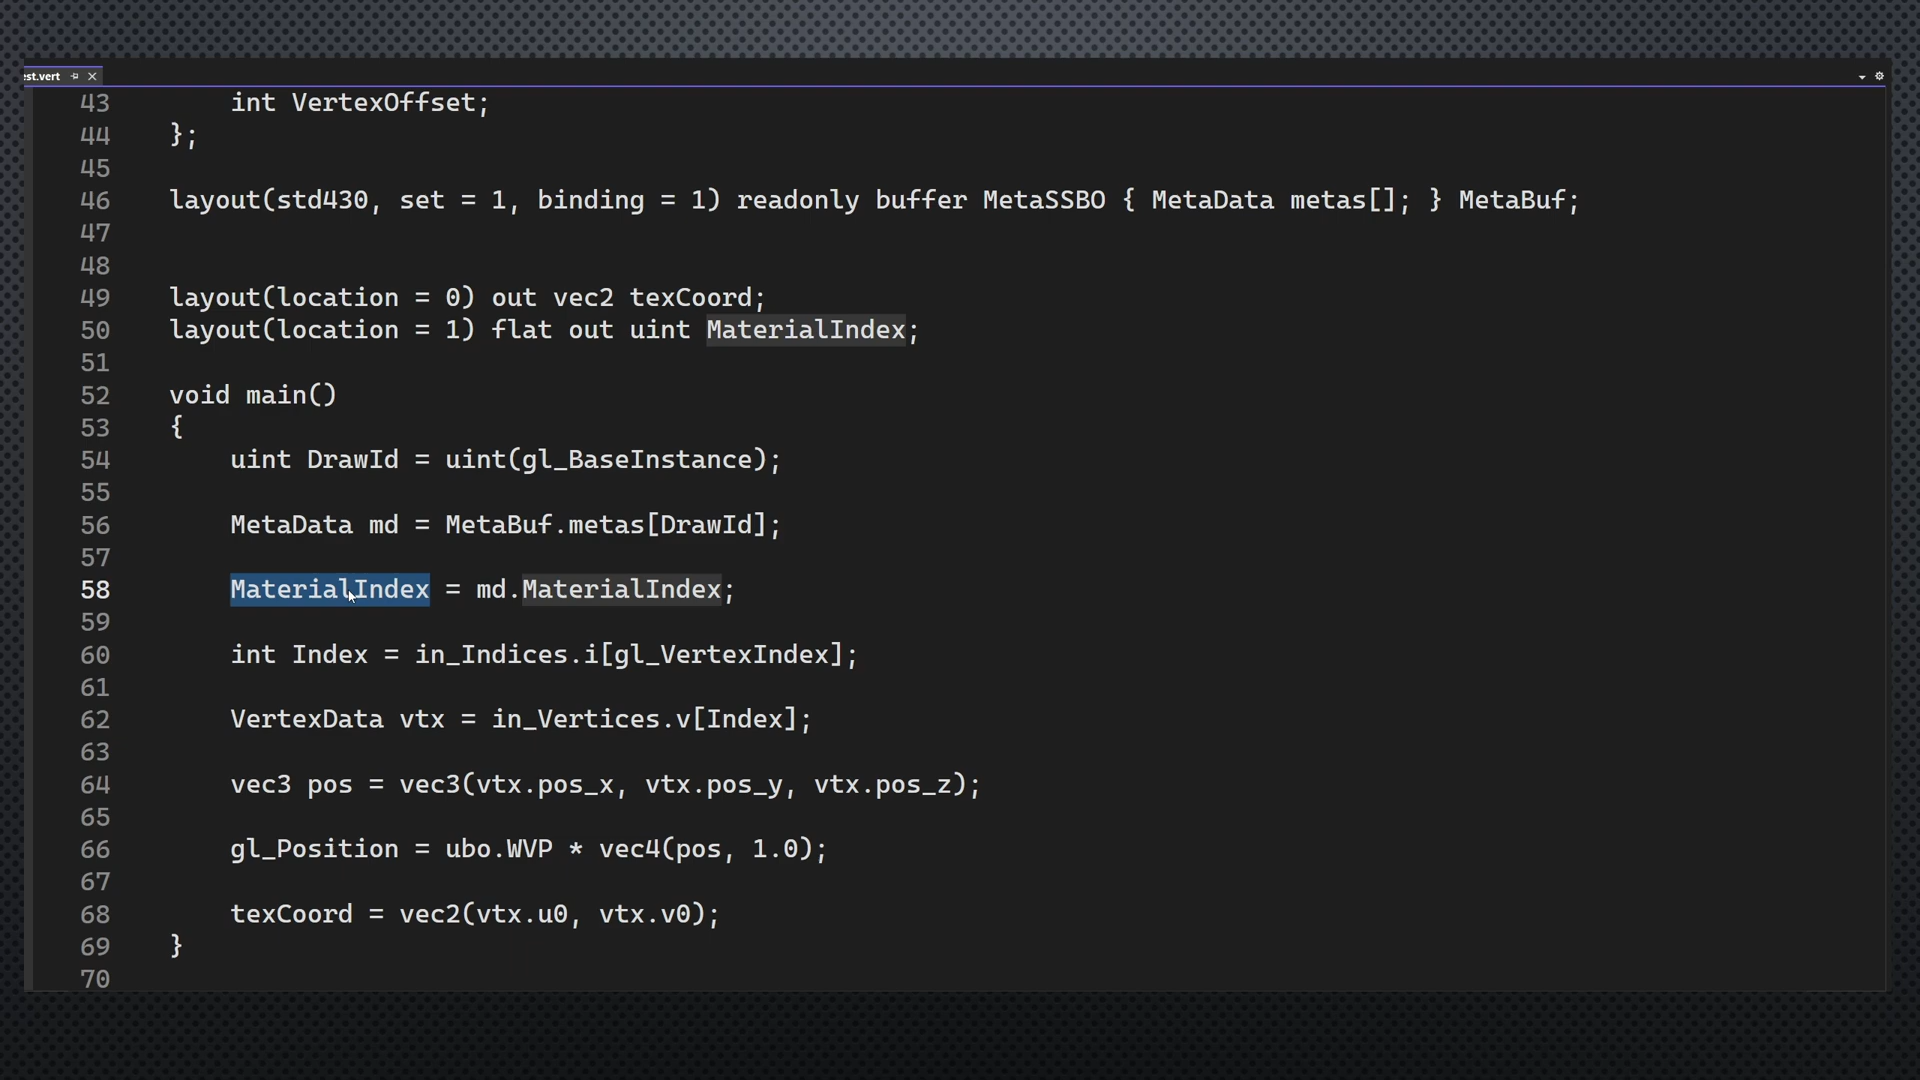 est.vert
43 int VertexOffset;
44 };
45
46 layout(std430, set = 1, binding = 1) readonly buffer MetaSSBO { MetaData metas[]; } MetaBuf;
47
48
49 layout(location = 0) out vec2 texCoord;
50 layout(location = 1) flat out uint MaterialIndex;
51
52 void main()
53 {
54 uint DrawId = uint(gl_BaseInstance);
55
56 MetaData md = MetaBuf.metas[DrawId];
57
58 MaterialIndex = md.MaterialIndex;
59
60 int Index = in_Indices.i[gl_VertexIndex];
61
62 VertexData vtx = in_Vertices.v[Index];
63
64 vec3 pos = vec3(vtx.pos_x, vtx.pos_y, vtx.pos_z);
65
66 gl_Position = ubo.WVP * vec4(pos, 1.0);
67
68 texCoord = vec2(vtx.u0, vtx.v0);
69 }
70